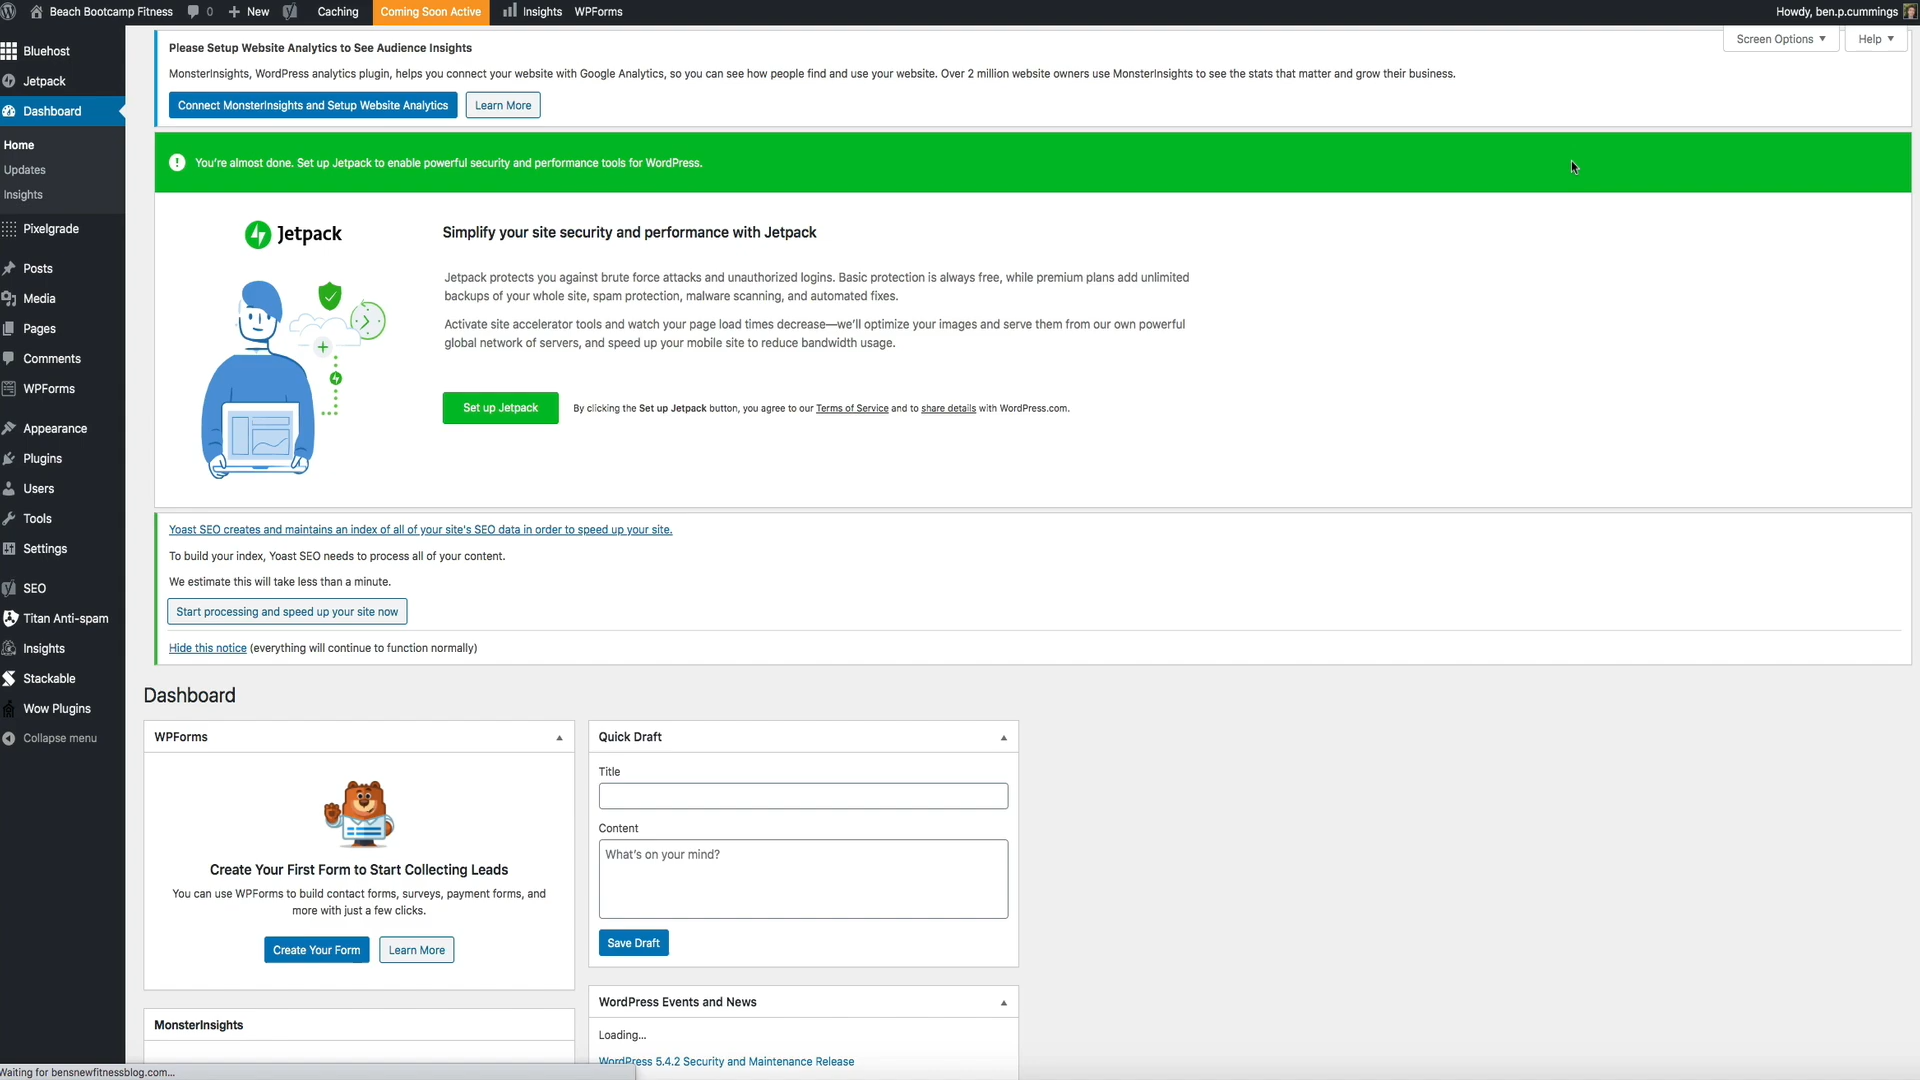 Beach Bootcamp Fitness 0 New Caching Coming Soon Active Insights WPForms Howdy, ben.p.cummings
Screen Options Help
Bluehost
Jetpack
Dashboard
Home
Updates
Insights
Pixelgrade
Posts
Media
Pages
Comments
WPForms
Appearance
Plugins
Users
Tools
Settings
SEO
Titan Anti-spam
Insights
Stackable
Wow Plugins
Collapse menu
Please Setup Website Analytics to See Audience Insights
MonsterInsights, WordPress analytics plugin, helps you connect your website with Google Analytics, so you can see how people find and use your website. Over 2 million website owners use MonsterInsights to see the stats that matter and grow their business.
Connect MonsterInsights and Setup Website Analytics Learn More
You're almost done. Set up Jetpack to enable powerful security and performance tools for WordPress.
Jetpack
Simplify your site security and performance with Jetpack
Jetpack protects you against brute force attacks and unauthorized logins. Basic protection is always free, while premium plans add unlimited
backups of your whole site, spam protection, malware scanning, and automated fixes.
Activate site accelerator tools and watch your page load times decrease—we'll optimize your images and serve them from our own powerful
global network of servers, and speed up your mobile site to reduce bandwidth usage.
Set up Jetpack By clicking the Set up Jetpack button, you agree to our Terms of Service and to share details with WordPress.com.
Yoast SEO creates and maintains an index of all of your site's SEO data in order to speed up your site.
To build your index, Yoast SEO needs to process all of your content.
We estimate this will take less than a minute.
Start processing and speed up your site now
Hide this notice (everything will continue to function normally)
Dashboard
WPForms
Create Your First Form to Start Collecting Leads
You can use WPForms to build contact forms, surveys, payment forms, and
more with just a few clicks.
Create Your Form Learn More
MonsterInsights
Quick Draft
Title
Content
What's on your mind?
Save Draft
WordPress Events and News
Loading...
WordPress 5.4.2 Security and Maintenance Release
Waiting for bensnewfitnessblog.com...